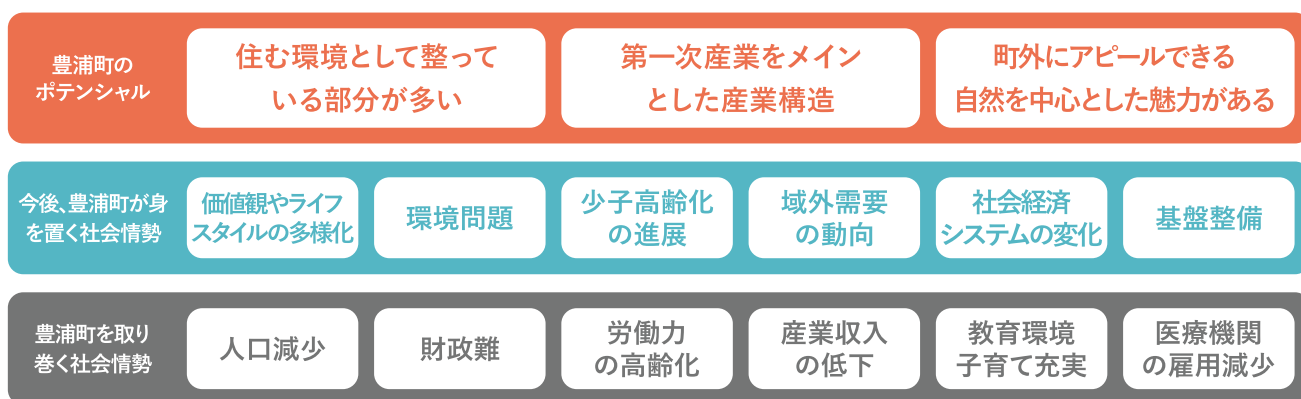 豊浦町の
ポテンシャル
住む環境として整って
いる部分が多い
第一次産業をメイン
とした産業構造
町外にアピールできる
自然を中心とした魅力がある
今後、豊浦町が身
を置く社会情勢
価値観やライフ
スタイルの多様化
環境問題
少子高齢化
の進展
域外需要
の動向
社会経済
システムの変化
基盤整備
豊浦町を取り
巻く社会情勢
人口減少
財政難
労働力
の高齢化
産業収入
の低下
教育環境
子育て充実
医療機関
の雇用減少